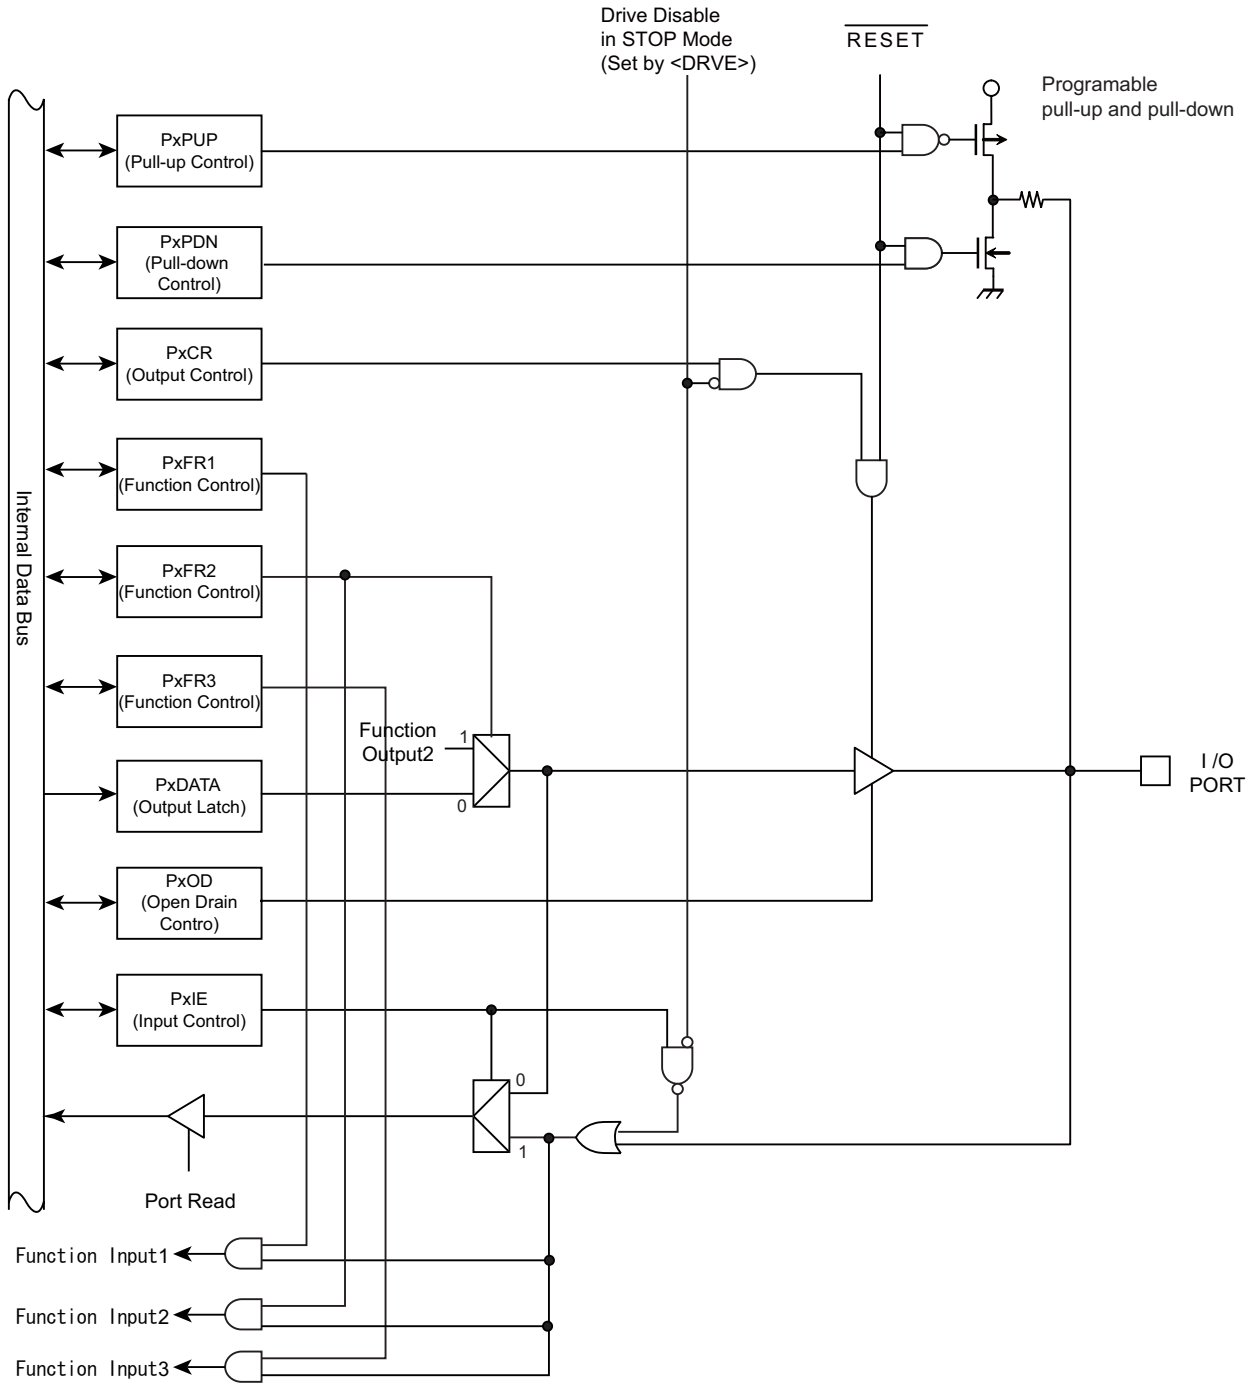 Drive Disable
in STOP Mode
(Set by <DRVE>)
RESET
Programable
pull-up and pull-down
PxPUP
(Pull-up Control)
PxPDN
(Pull-down
Control)
PxCR
(Output Control)
PxFR1
(Function Control)
Internal Data Bus
PxFR2
(Function Control)
PxFR3
(Function Control)
Function
Output2
1
0
PxDATA
(Output Latch)
I /O
PORT
PxOD
(Open Drain
Contro)
PxIE
(Input Control)
0
1
Port Read
Function Input1
Function Input2
Function Input3